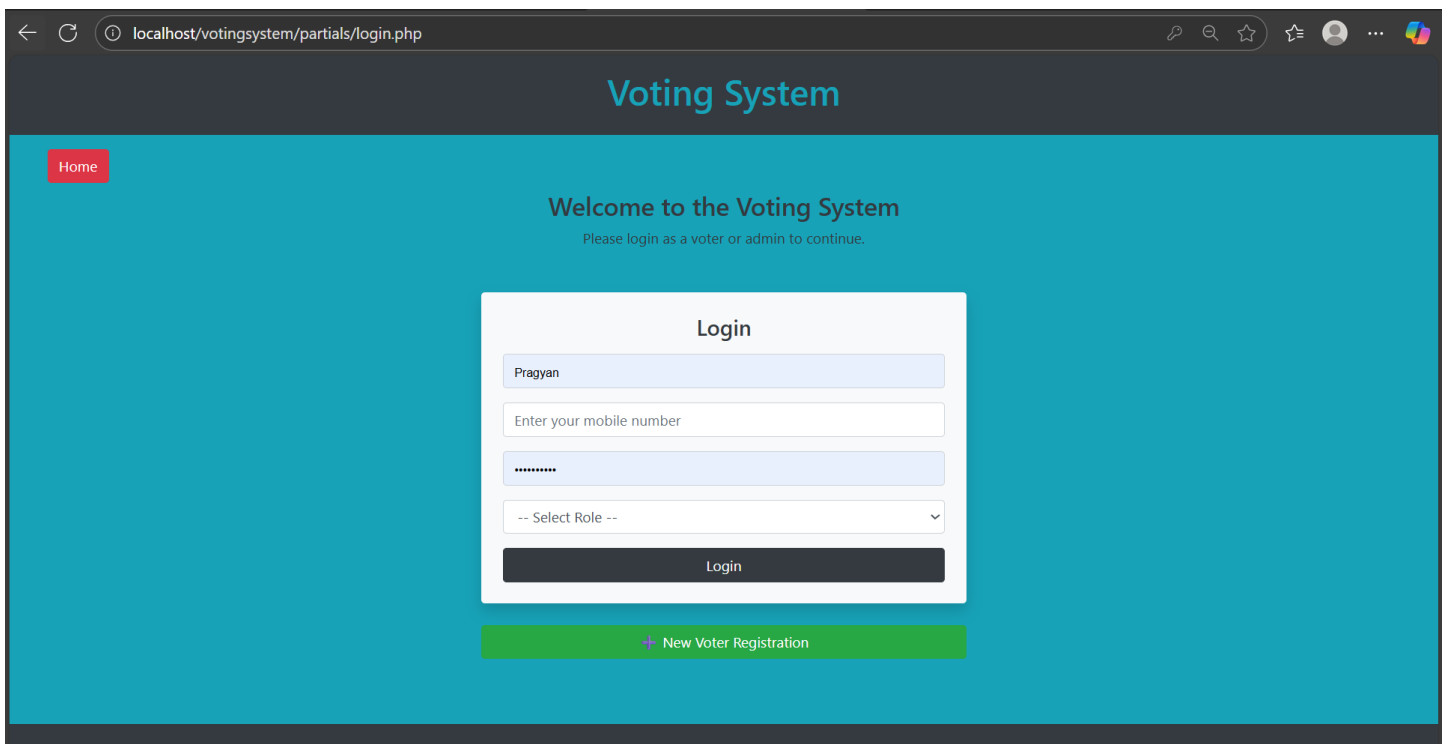 localhost/votingsystem/partials/login.php
Voting System
Home
Welcome to the Voting System
Please login as a voter or admin to continue.
Login
Pragyan
Enter your mobile number
••••••••••
-- Select Role --
Login
➕ New Voter Registration